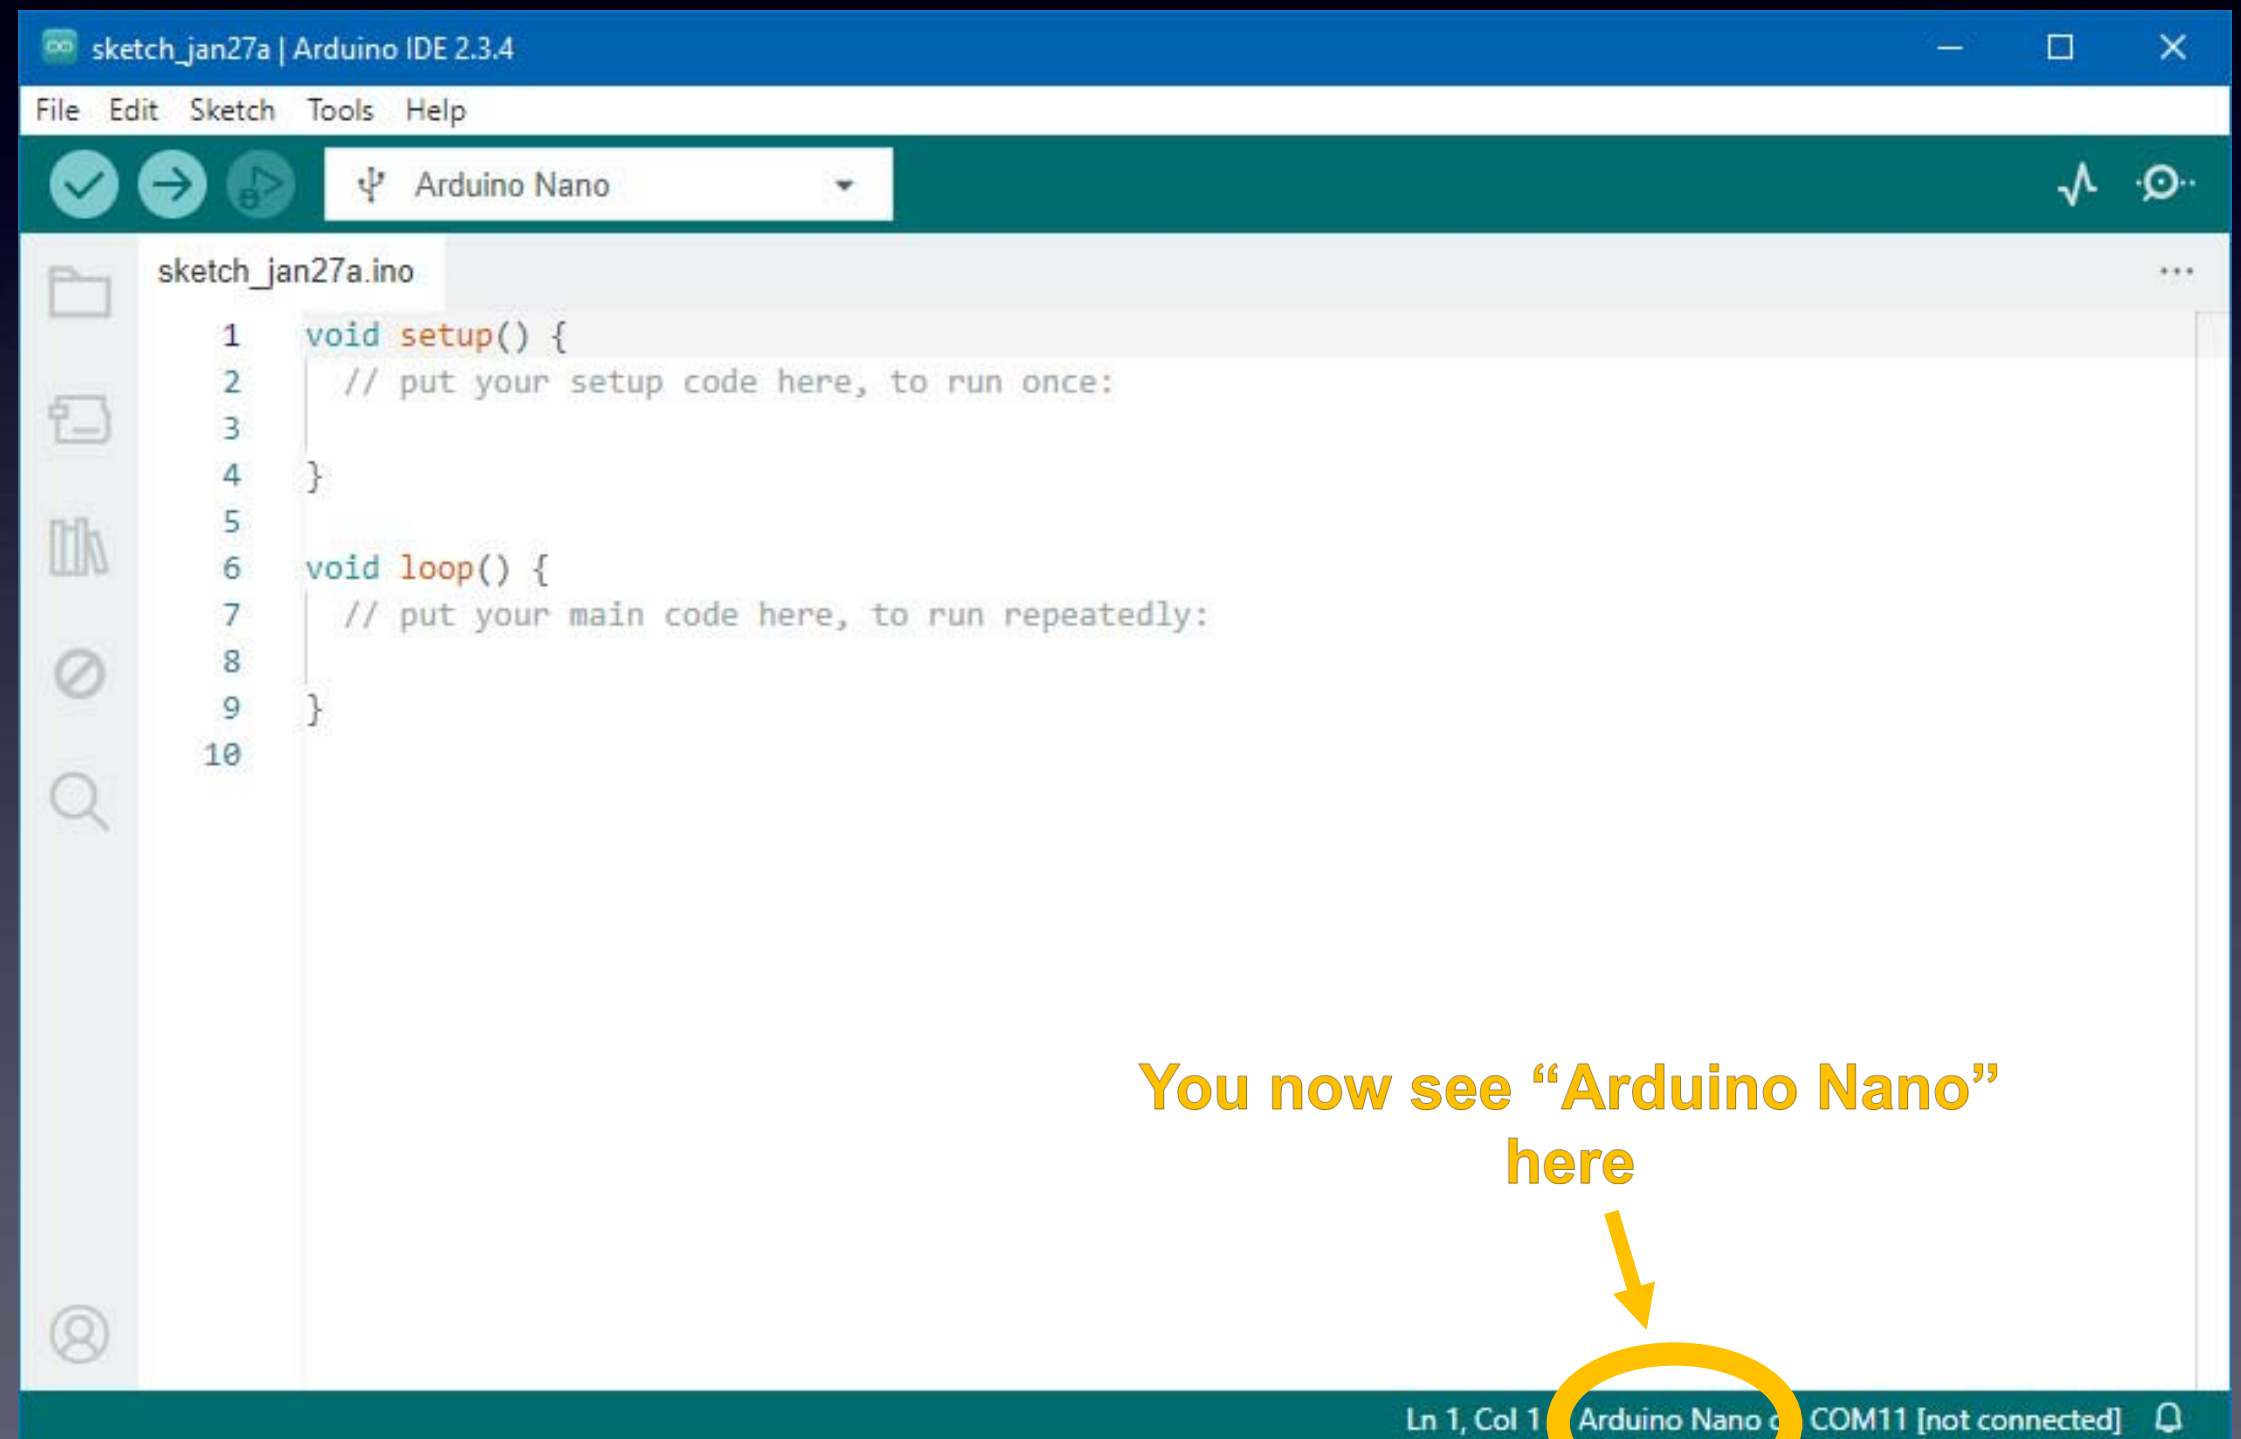 sketch_jan27a | Arduino IDE 2.3.4
File Edit Sketch Tools Help
Arduino Nano
sketch_jan27a.ino
1 void setup() {
2 // put your setup code here, to run once:
3
4 }
5
6 void loop() {
7 // put your main code here, to run repeatedly:
8
9 }
10
You now see “Arduino Nano”
here
Ln 1, Col 1 Arduino Nano COM11 [not connected]